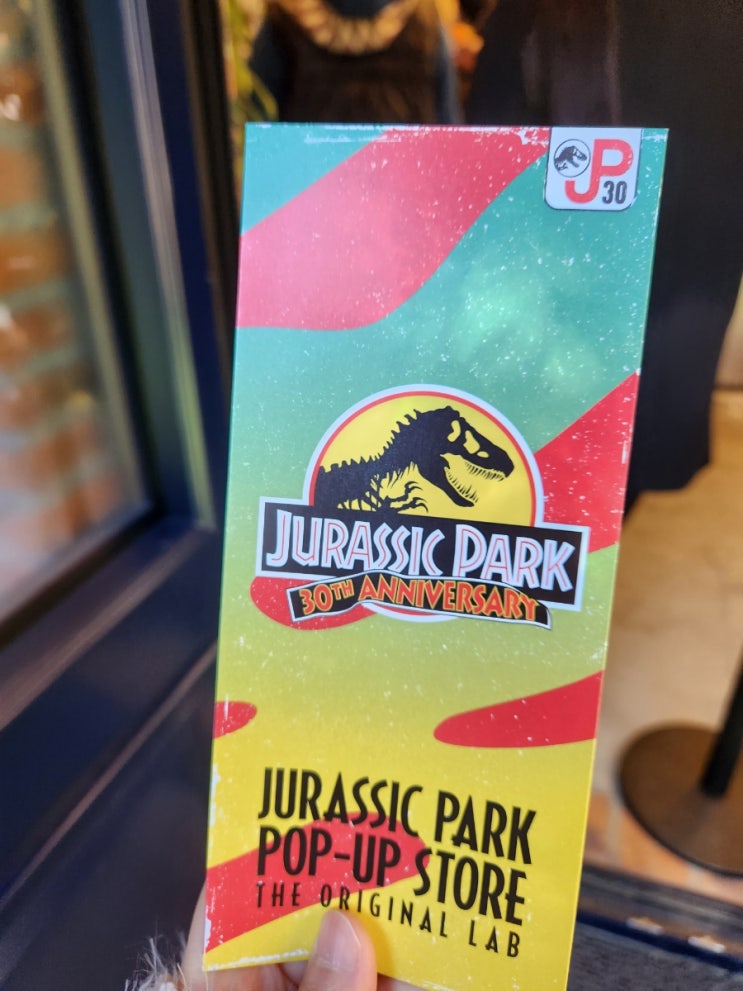 JP
30
JURASSIC PARK
30TH ANNIVERSARY
JURASSIC PARK
POP-UP STORE
THE ORIGINAL LAB